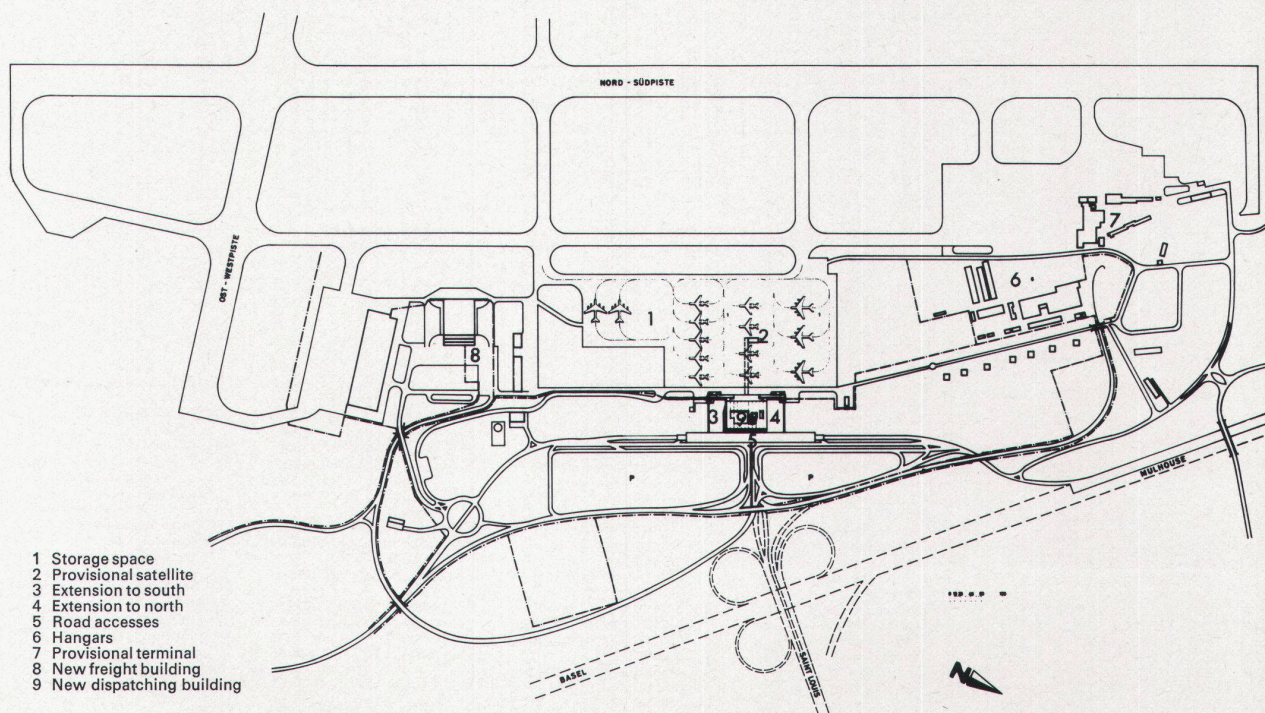 NORD - SÜDPISTE
OST - WESTPISTE
7
6
1
2
8
3
9
4
5
P
P
MULHOUSE
BASEL
SAINT LOUIS
N
1 Storage space
2 Provisional satellite
3 Extension to south
4 Extension to north
5 Road accesses
6 Hangars
7 Provisional terminal
8 New freight building
9 New dispatching building